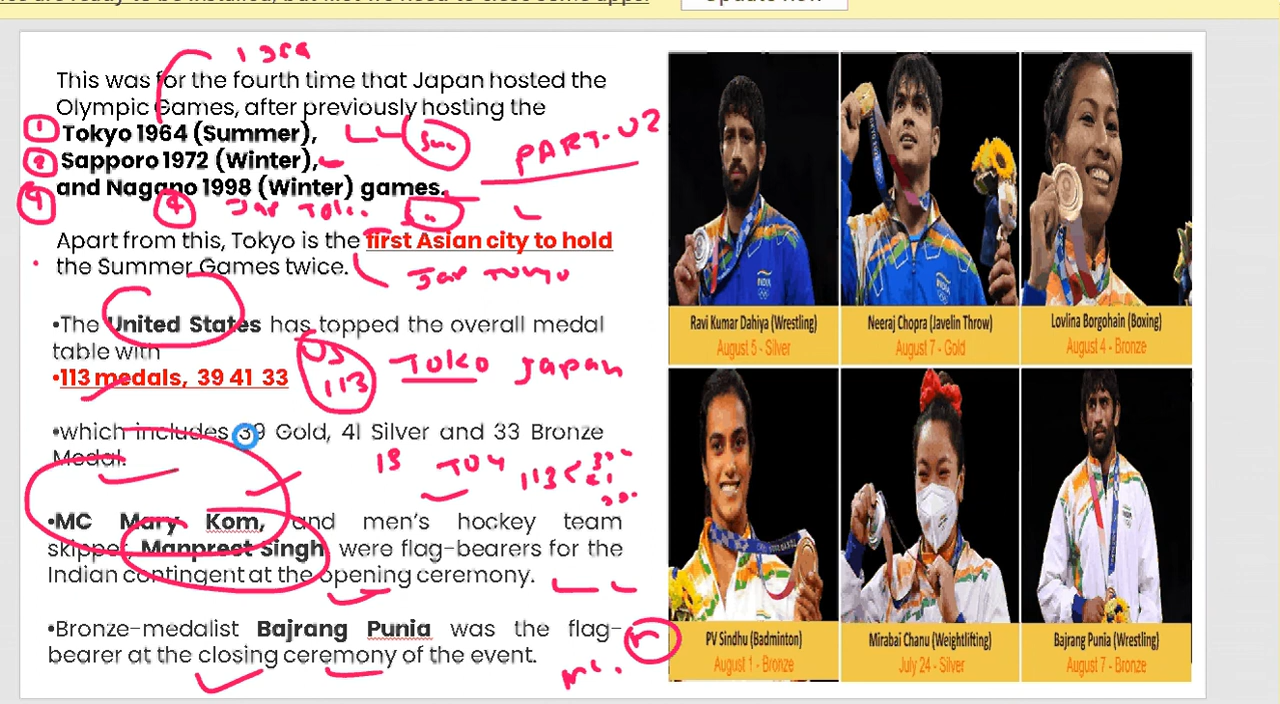 Update now
1964
This was for the fourth time that Japan hosted the
Olympic Games, after previously hosting the
1 Tokyo 1964 (Summer),
2 Sapporo 1972 (Winter),
and Nagano 1998 (Winter) games.
PART-02
Apart from this, Tokyo is the first Asian city to hold
the Summer Games twice.
•The United States has topped the overall medal
table with
•113 medals, 39 41 33
US
113
TOKO Japan
•which includes 39 Gold, 41 Silver and 33 Bronze
Medal.
113
•MC Mary Kom, and men's hockey team
skipper, Manpreet Singh were flag-bearers for the
Indian contingent at the opening ceremony.
•Bronze-medalist Bajrang Punia was the flag-
bearer at the closing ceremony of the event.
Ravi Kumar Dahiya (Wrestling)
August 5 - Silver
Neeraj Chopra (Javelin Throw)
August 7 - Gold
Lovlina Borgohain (Boxing)
August 4 - Bronze
PV Sindhu (Badminton)
August 1 - Bronze
Mirabai Chanu (Weightlifting)
July 24 - Silver
Bajrang Punia (Wrestling)
August 7 - Bronze